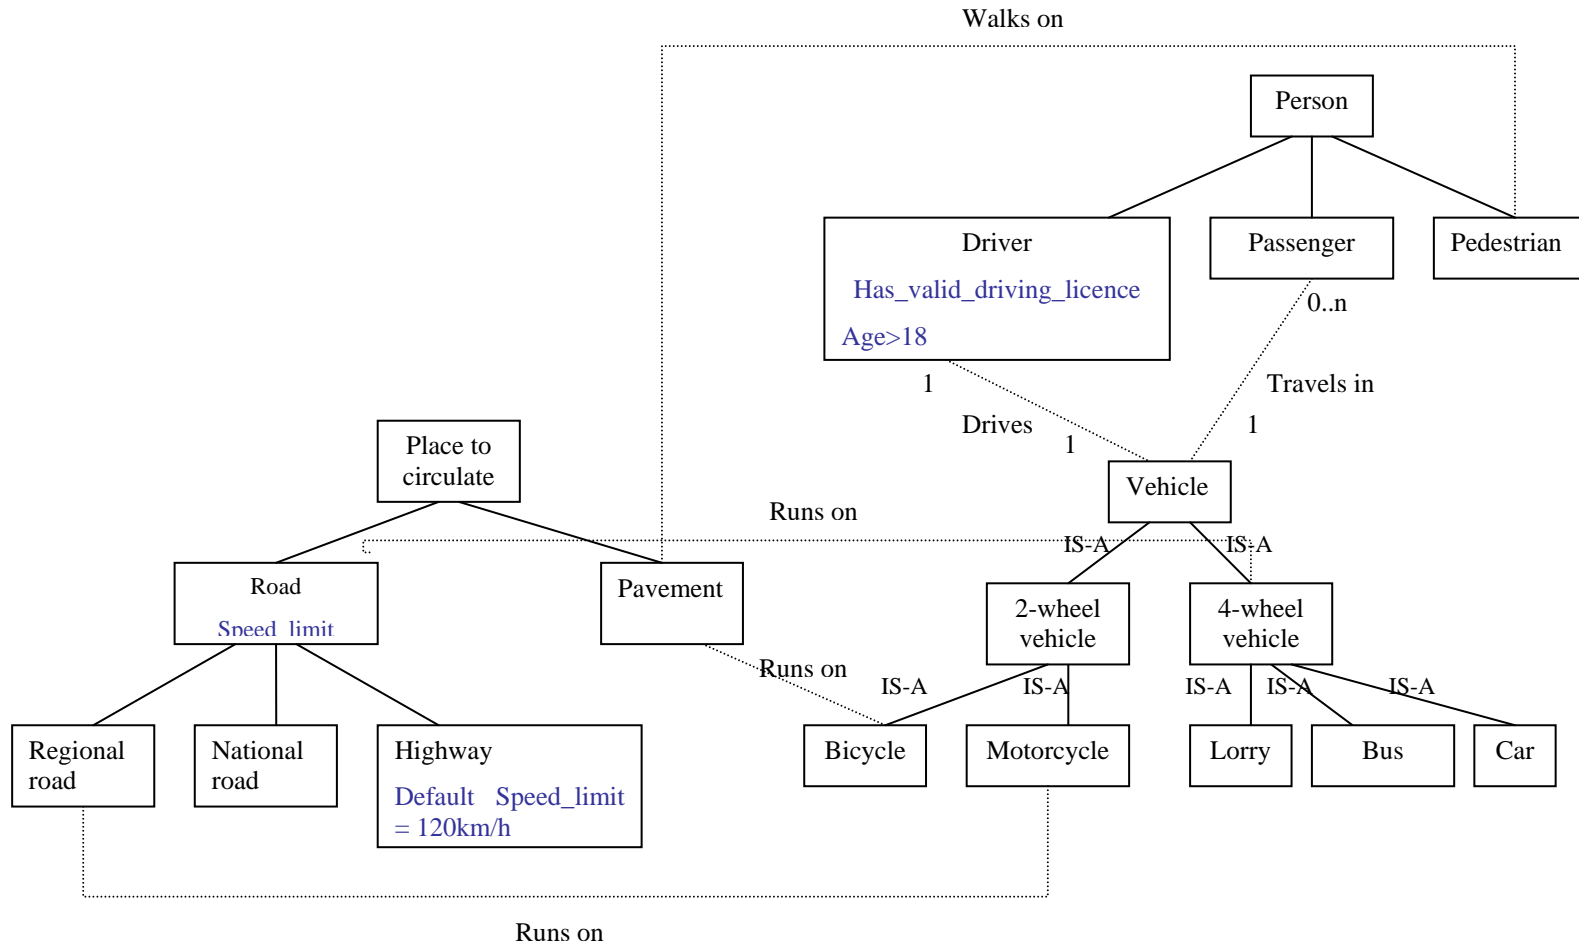 Walks on
Person
Driver
Has_valid_driving_licence
Age>18
Passenger
Pedestrian
0..n
1
Travels in
Drives
1
1
Place to
circulate
Vehicle
Runs on
IS-A
IS-A
Road
Speed_limit
Pavement
2-wheel
vehicle
4-wheel
vehicle
Runs on
IS-A
IS-A
IS-A
IS-A
IS-A
Regional
road
National
road
Highway
Default Speed_limit
= 120km/h
Bicycle
Motorcycle
Lorry
Bus
Car
Runs on